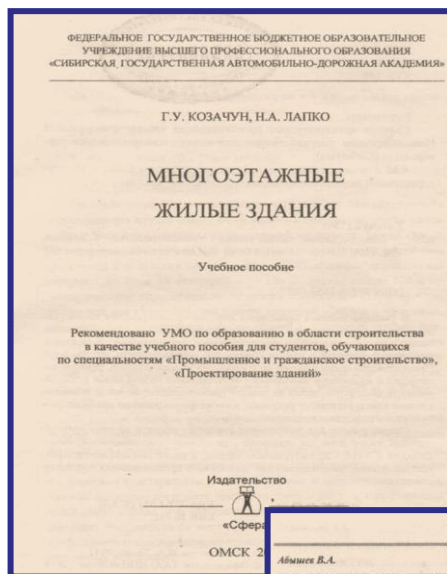 ФЕДЕРАЛЬНОЕ ГОСУДАРСТВЕННОЕ БЮДЖЕТНОЕ ОБРАЗОВАТЕЛЬНОЕ
УЧРЕЖДЕНИЕ ВЫСШЕГО ПРОФЕССИОНАЛЬНОГО ОБРАЗОВАНИЯ
«СИБИРСКАЯ ГОСУДАРСТВЕННАЯ АВТОМОБИЛЬНО-ДОРОЖНАЯ АКАДЕМИЯ»
Г.У. КОЗАЧУН, Н.А. ЛАПКО
МНОГОЭТАЖНЫЕ
ЖИЛЫЕ ЗДАНИЯ
Учебное пособие
Рекомендовано УМО по образованию в области строительства
в качестве учебного пособия для студентов, обучающихся
по специальностям «Промышленное и гражданское строительство»,
«Проектирование зданий»
Издательство
«Сфера
ОМСК 2
Абышев В.А.